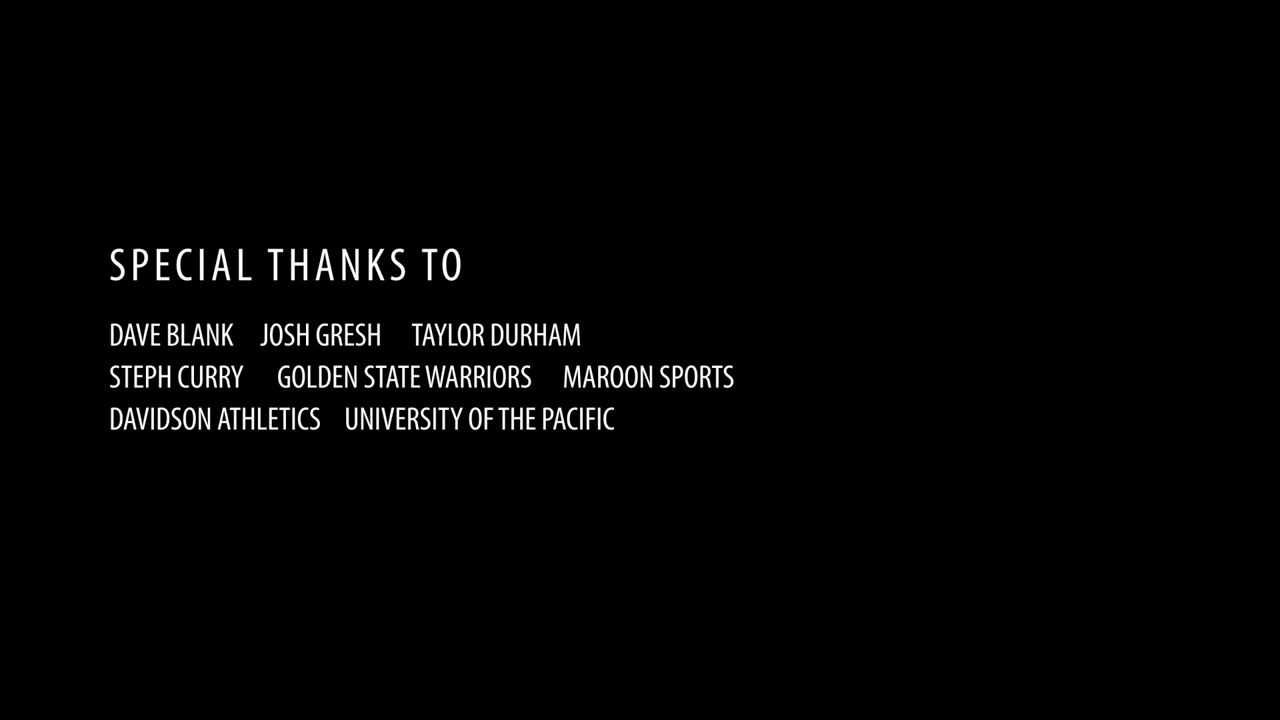 SPECIAL THANKS TO
DAVE BLANK JOSH GRESH TAYLOR DURHAM
STEPH CURRY GOLDEN STATE WARRIORS MAROON SPORTS
DAVIDSON ATHLETICS UNIVERSITY OF THE PACIFIC